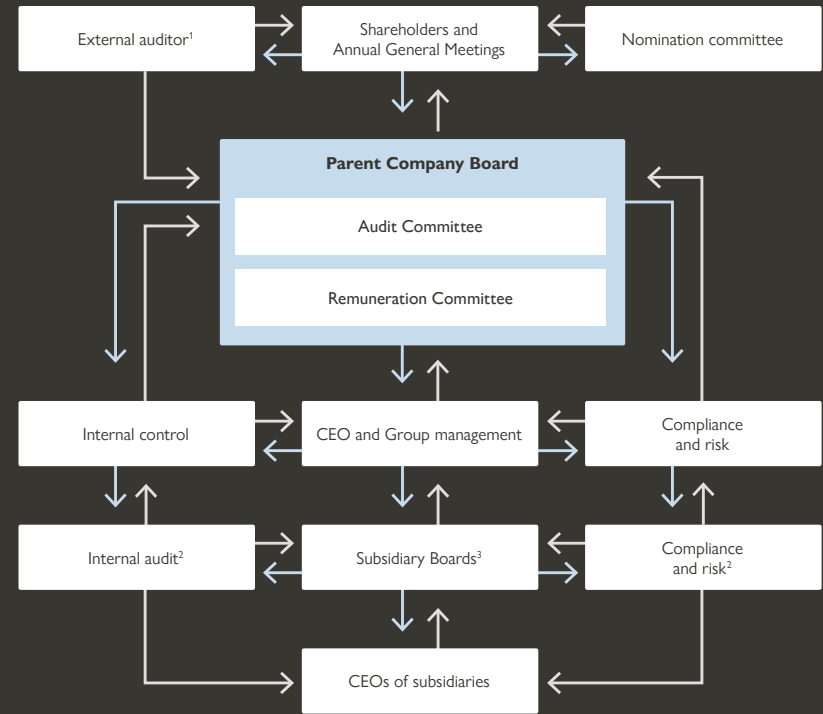 External auditor¹
Shareholders and
Annual General Meetings
Nomination committee
Parent Company Board
Audit Committee
Remuneration Committee
Internal control
CEO and Group management
Compliance
and risk
Internal audit²
Subsidiary Boards³
Compliance
and risk²
CEOs of subsidiaries